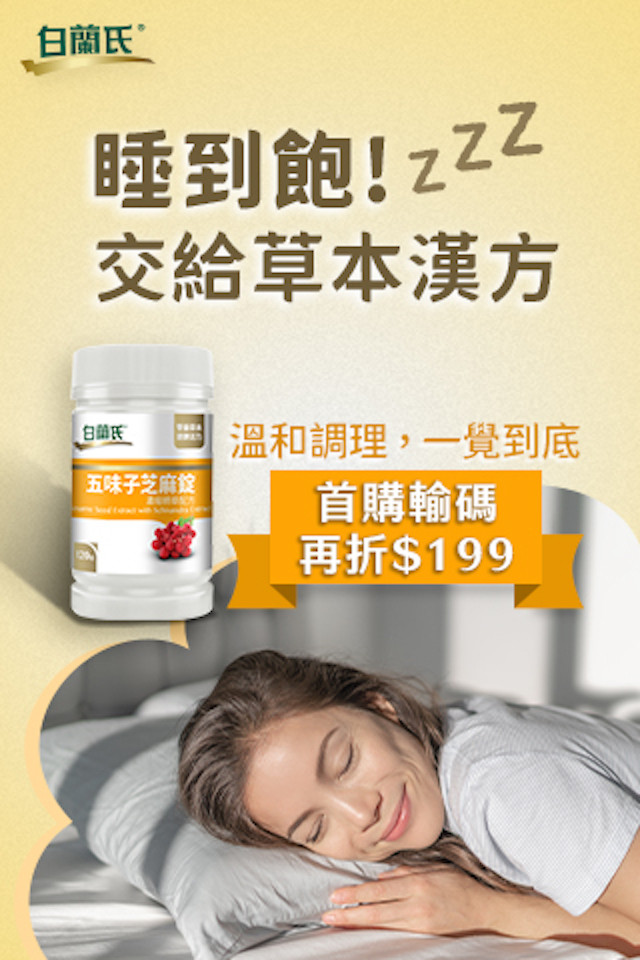 白蘭氏®
睡到飽! zzZ
交給草本漢方
白蘭氏
五味子芝麻錠
溫和調理，一覺到底
首購輸碼
再折$199